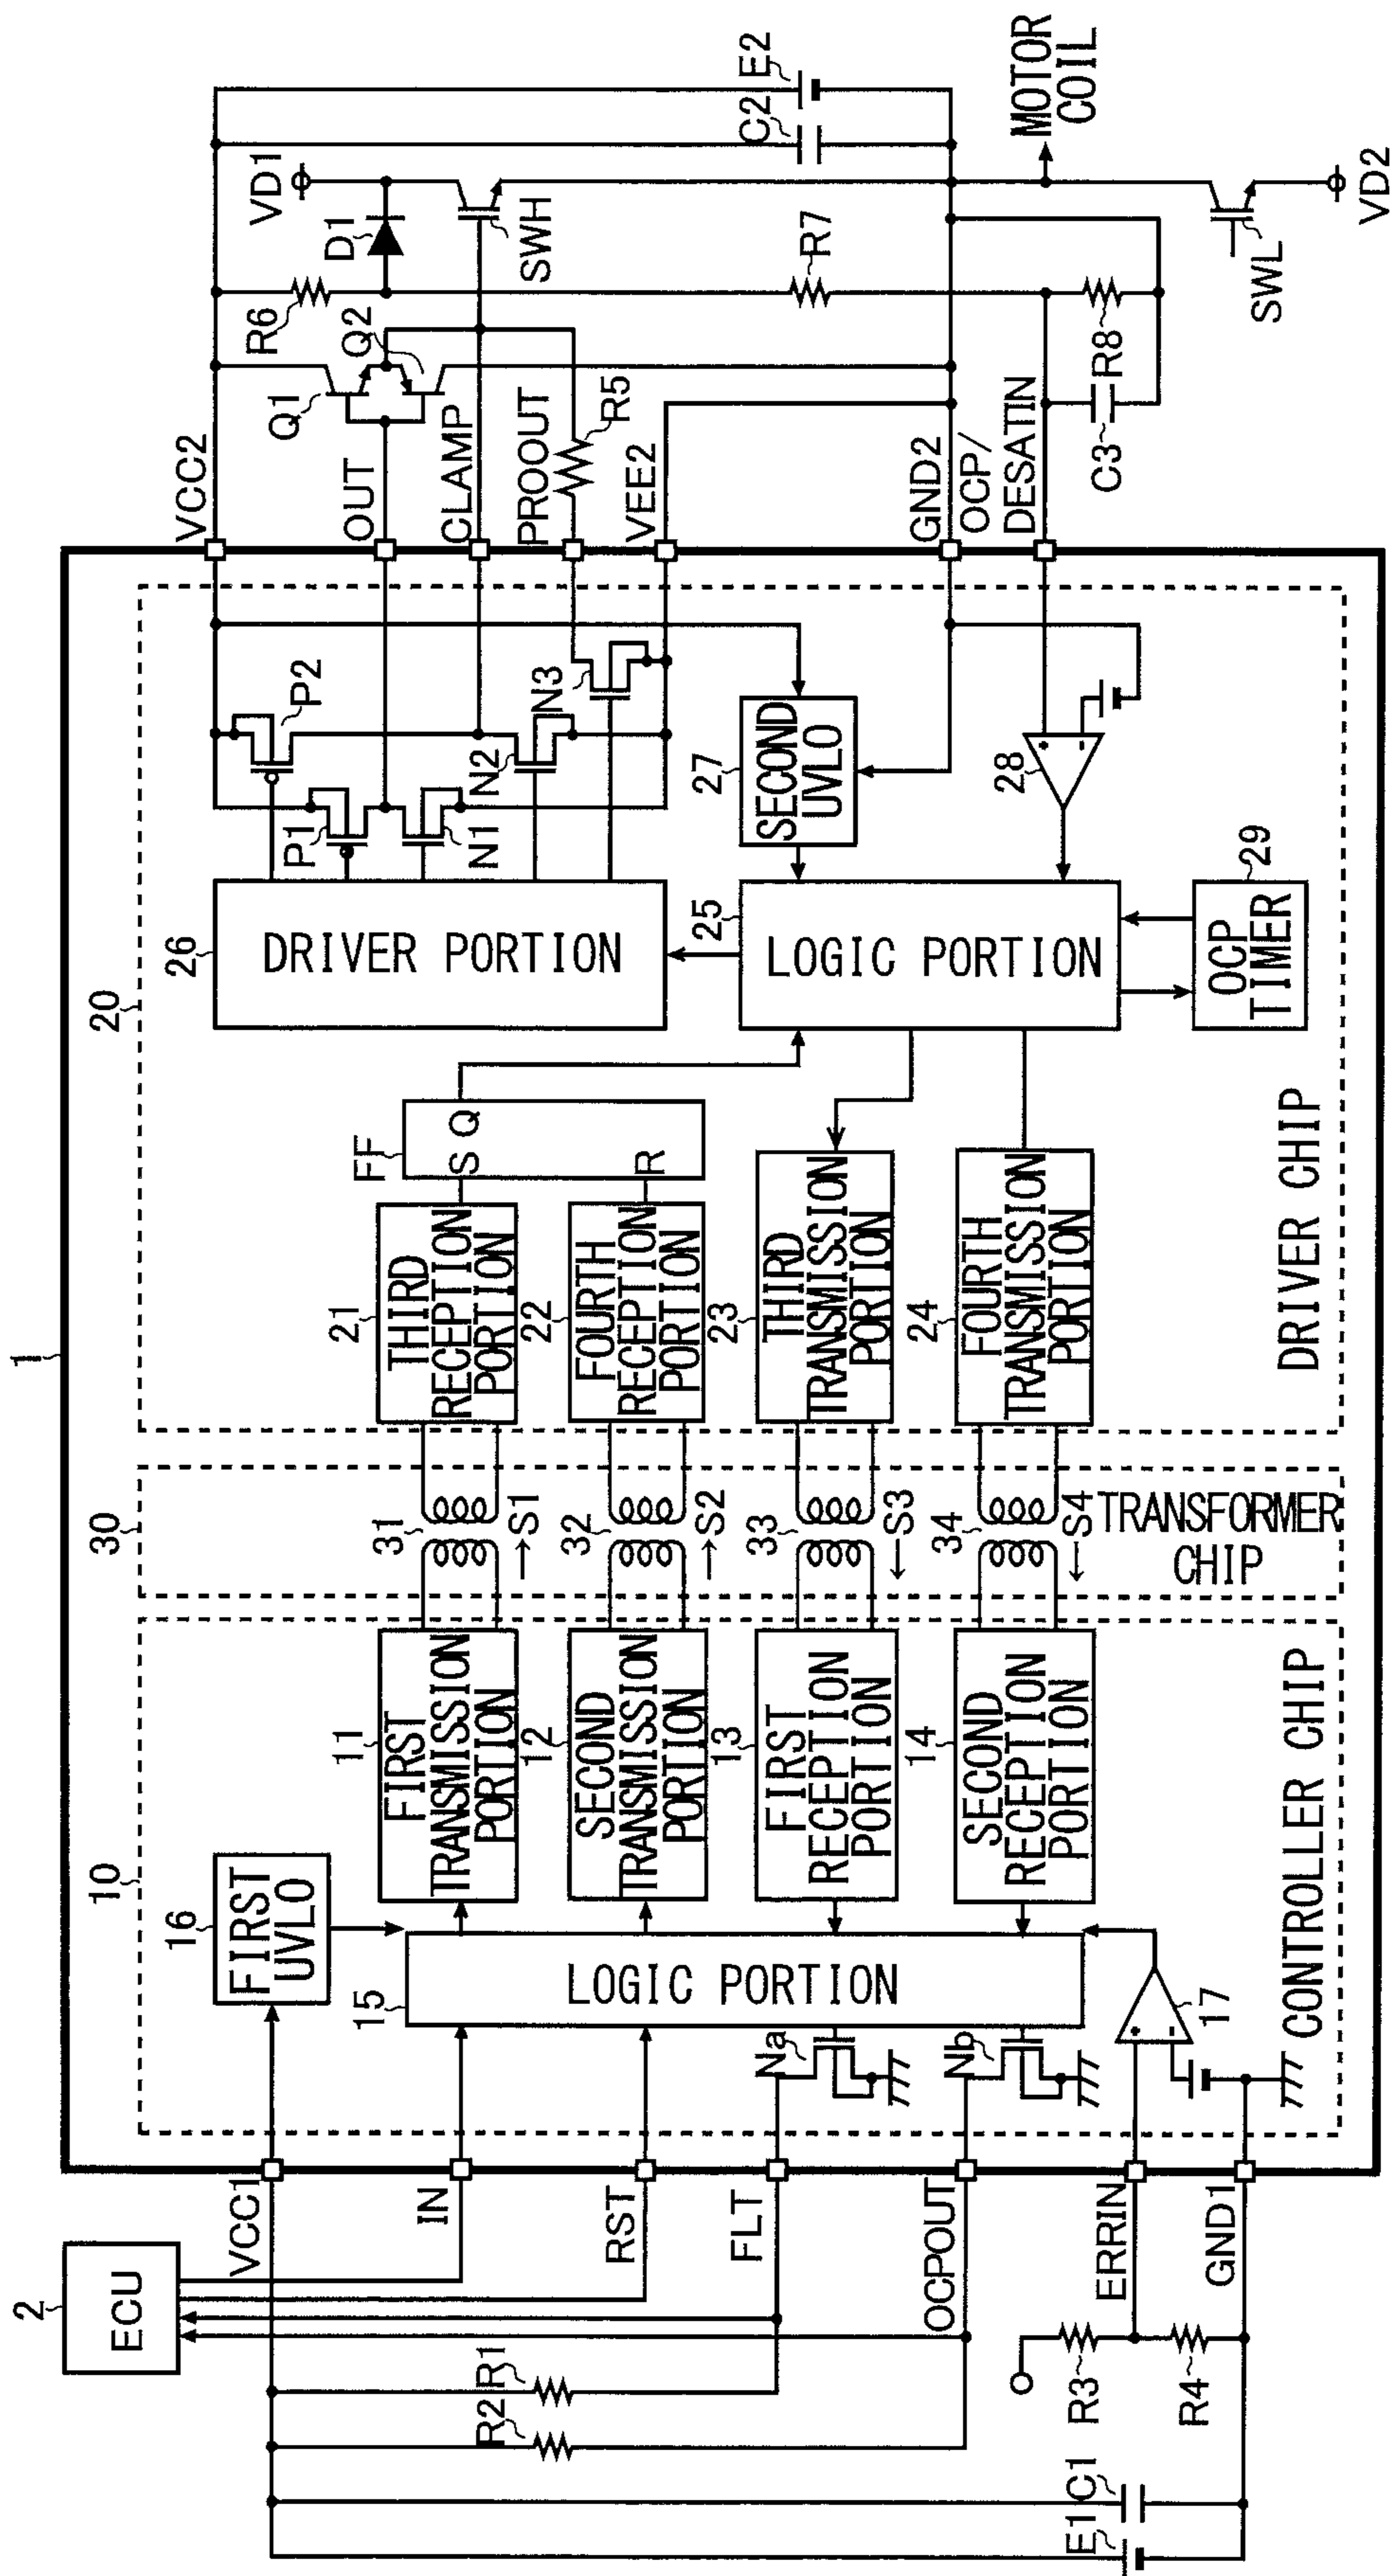 1
2
ECU
VCC1
IN
RST
FLT
OCPOUT
ERRIN
GND1
R1
R2
R3
R4
C1
E1
10
16
FIRST
UVLO
15
LOGIC PORTION
11
FIRST
TRANSMISSION
PORTION
12
SECOND
TRANSMISSION
PORTION
13
FIRST
RECEPTION
PORTION
14
SECOND
RECEPTION
PORTION
Na
Nb
17
CONTROLLER CHIP
30
31
→S1
32
→S2
33
←S3
34
←S4
TRANSFORMER
CHIP
20
21
THIRD
RECEPTION
PORTION
22
FOURTH
RECEPTION
PORTION
23
THIRD
TRANSMISSION
PORTION
24
FOURTH
TRANSMISSION
PORTION
FF
S Q
R
26
DRIVER PORTION
25
LOGIC PORTION
27
SECOND
UVLO
28
+
-
29
OCP
TIMER
P1
P2
N1
N2
N3
DRIVER CHIP
VCC2
OUT
CLAMP
PROOUT
VEE2
GND2
OCP/
DESATIN
Q1
Q2
R5
R6
R7
R8
C3
D1
VD1
SWH
SWL
VD2
C2
E2
MOTOR
COIL